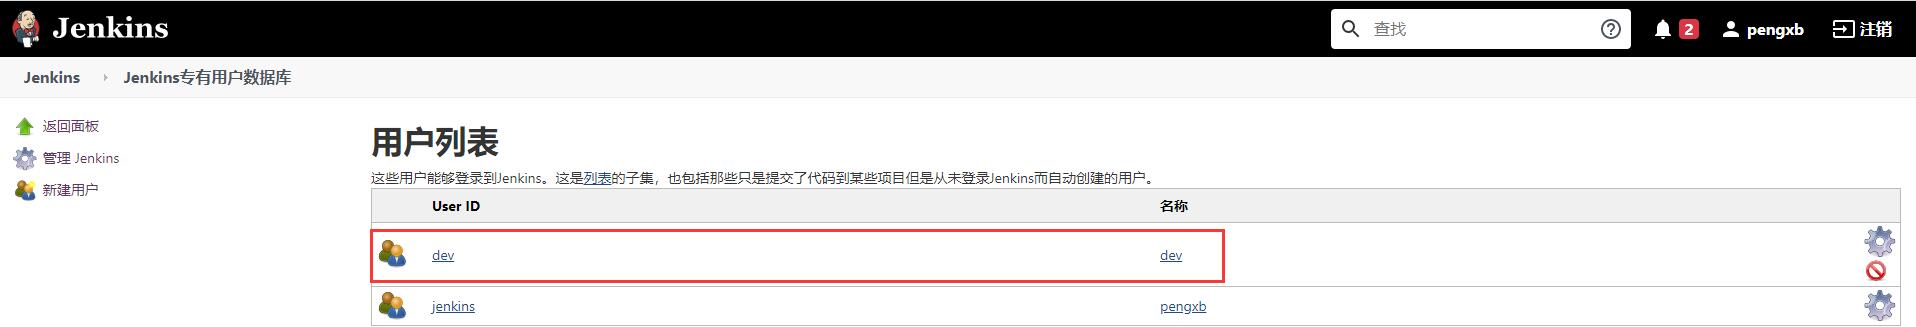 Jenkins
查找
2
pengxb
注销
Jenkins
Jenkins专有用户数据库
返回面板
管理 Jenkins
新建用户
用户列表
这些用户能够登录到Jenkins。这是列表的子集，也包括那些只是提交了代码到某些项目但是从未登录Jenkins而自动创建的用户。
User ID 名称
dev dev
jenkins pengxb